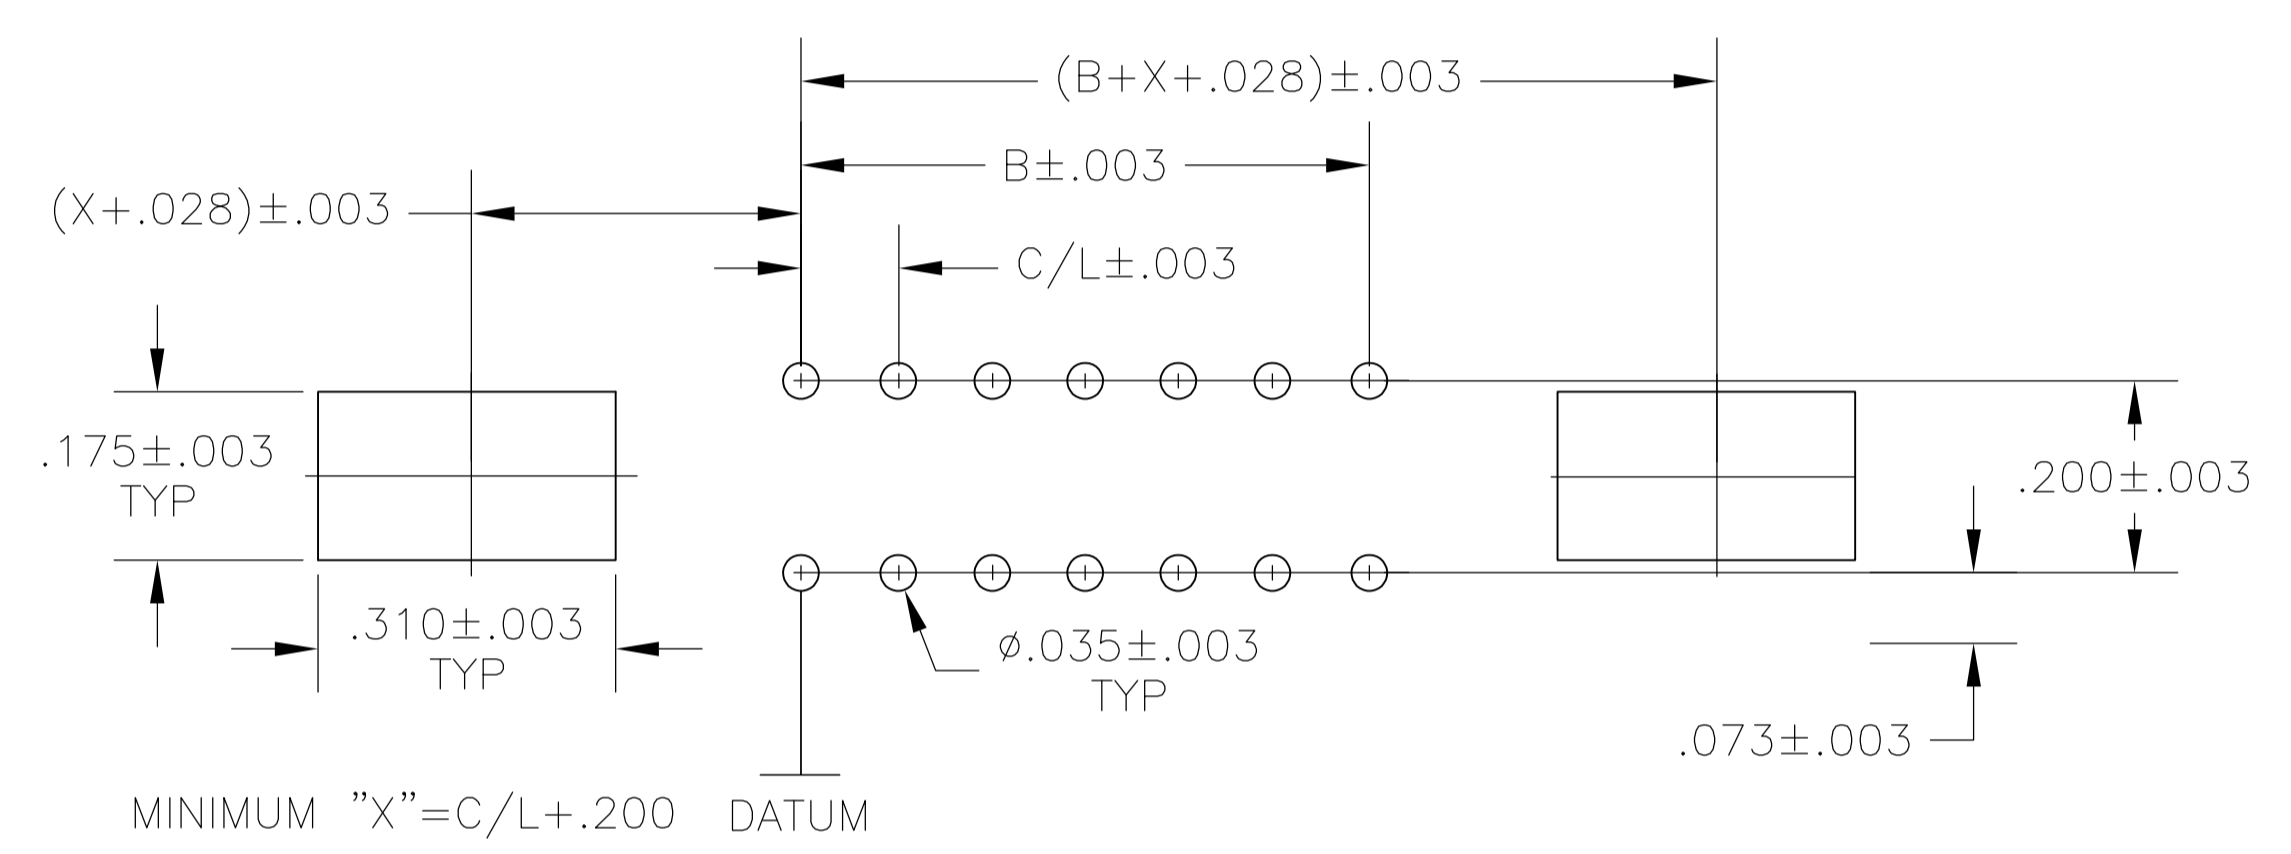 (B+X+.028)±.003
B±.003
(X+.028)±.003
C/L±.003
.175±.003
TYP
.200±.003
.310±.003
TYP
ø.035±.003
TYP
.073±.003
MINIMUM "X"=C/L+.200
DATUM